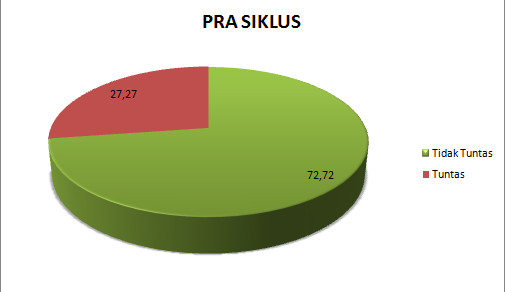 PRA SIKLUS
27,27
72,72
Tidak Tuntas
Tuntas